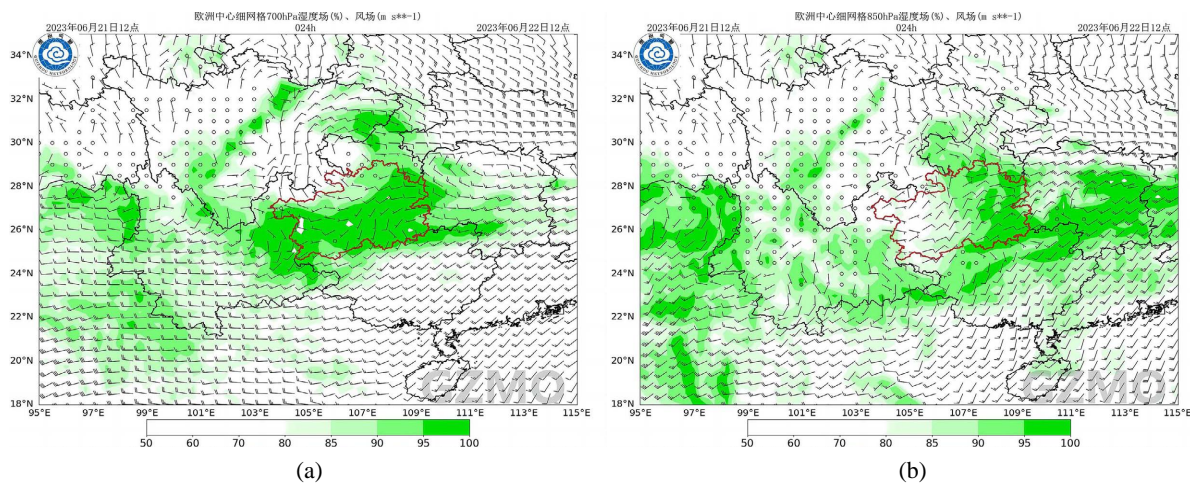 欧洲中心细网格700hPa湿度场(%)、风场(m s**-1)
2023年06月21日12点 024h 2023年06月22日12点
34°N
32°N
30°N
28°N
26°N
24°N
22°N
20°N
18°N
95°E 97°E 99°E 101°E 103°E 105°E 107°E 109°E 111°E 113°E 115°E
GZMO
50 60 70 80 85 90 95 100
(a)
欧洲中心细网格850hPa湿度场(%)、风场(m s**-1)
2023年06月21日12点 024h 2023年06月22日12点
34°N
32°N
30°N
28°N
26°N
24°N
22°N
20°N
18°N
95°E 97°E 99°E 101°E 103°E 105°E 107°E 109°E 111°E 113°E 115°E
GZMO
50 60 70 80 85 90 95 100
(b)